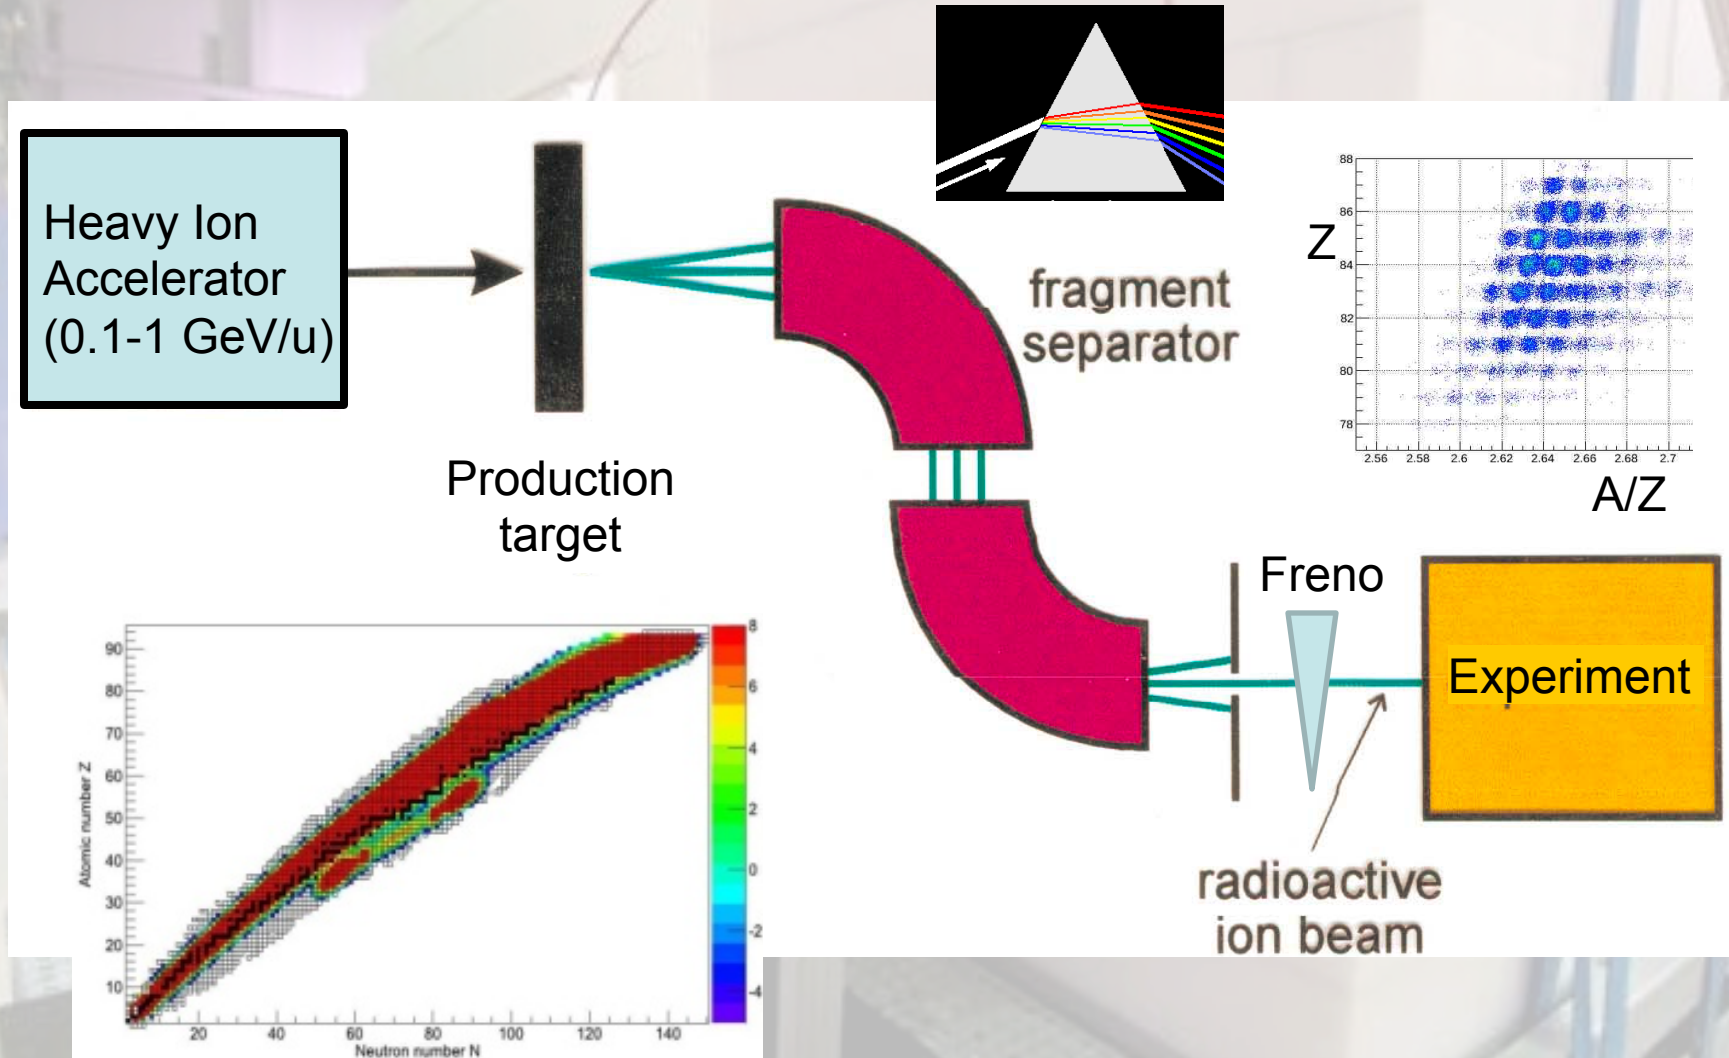 Heavy Ion
Accelerator
(0.1-1 GeV/u)
Production
target
fragment
separator
Z
88
86
84
82
80
78
2.56 2.58 2.6 2.62 2.64 2.66 2.68 2.7
A/Z
Freno
Experiment
radioactive
ion beam
Atomic number Z
90
80
70
60
50
40
30
20
10
20 40 60 80 100 120 140
Neutron number N
8
6
4
2
0
-2
-4